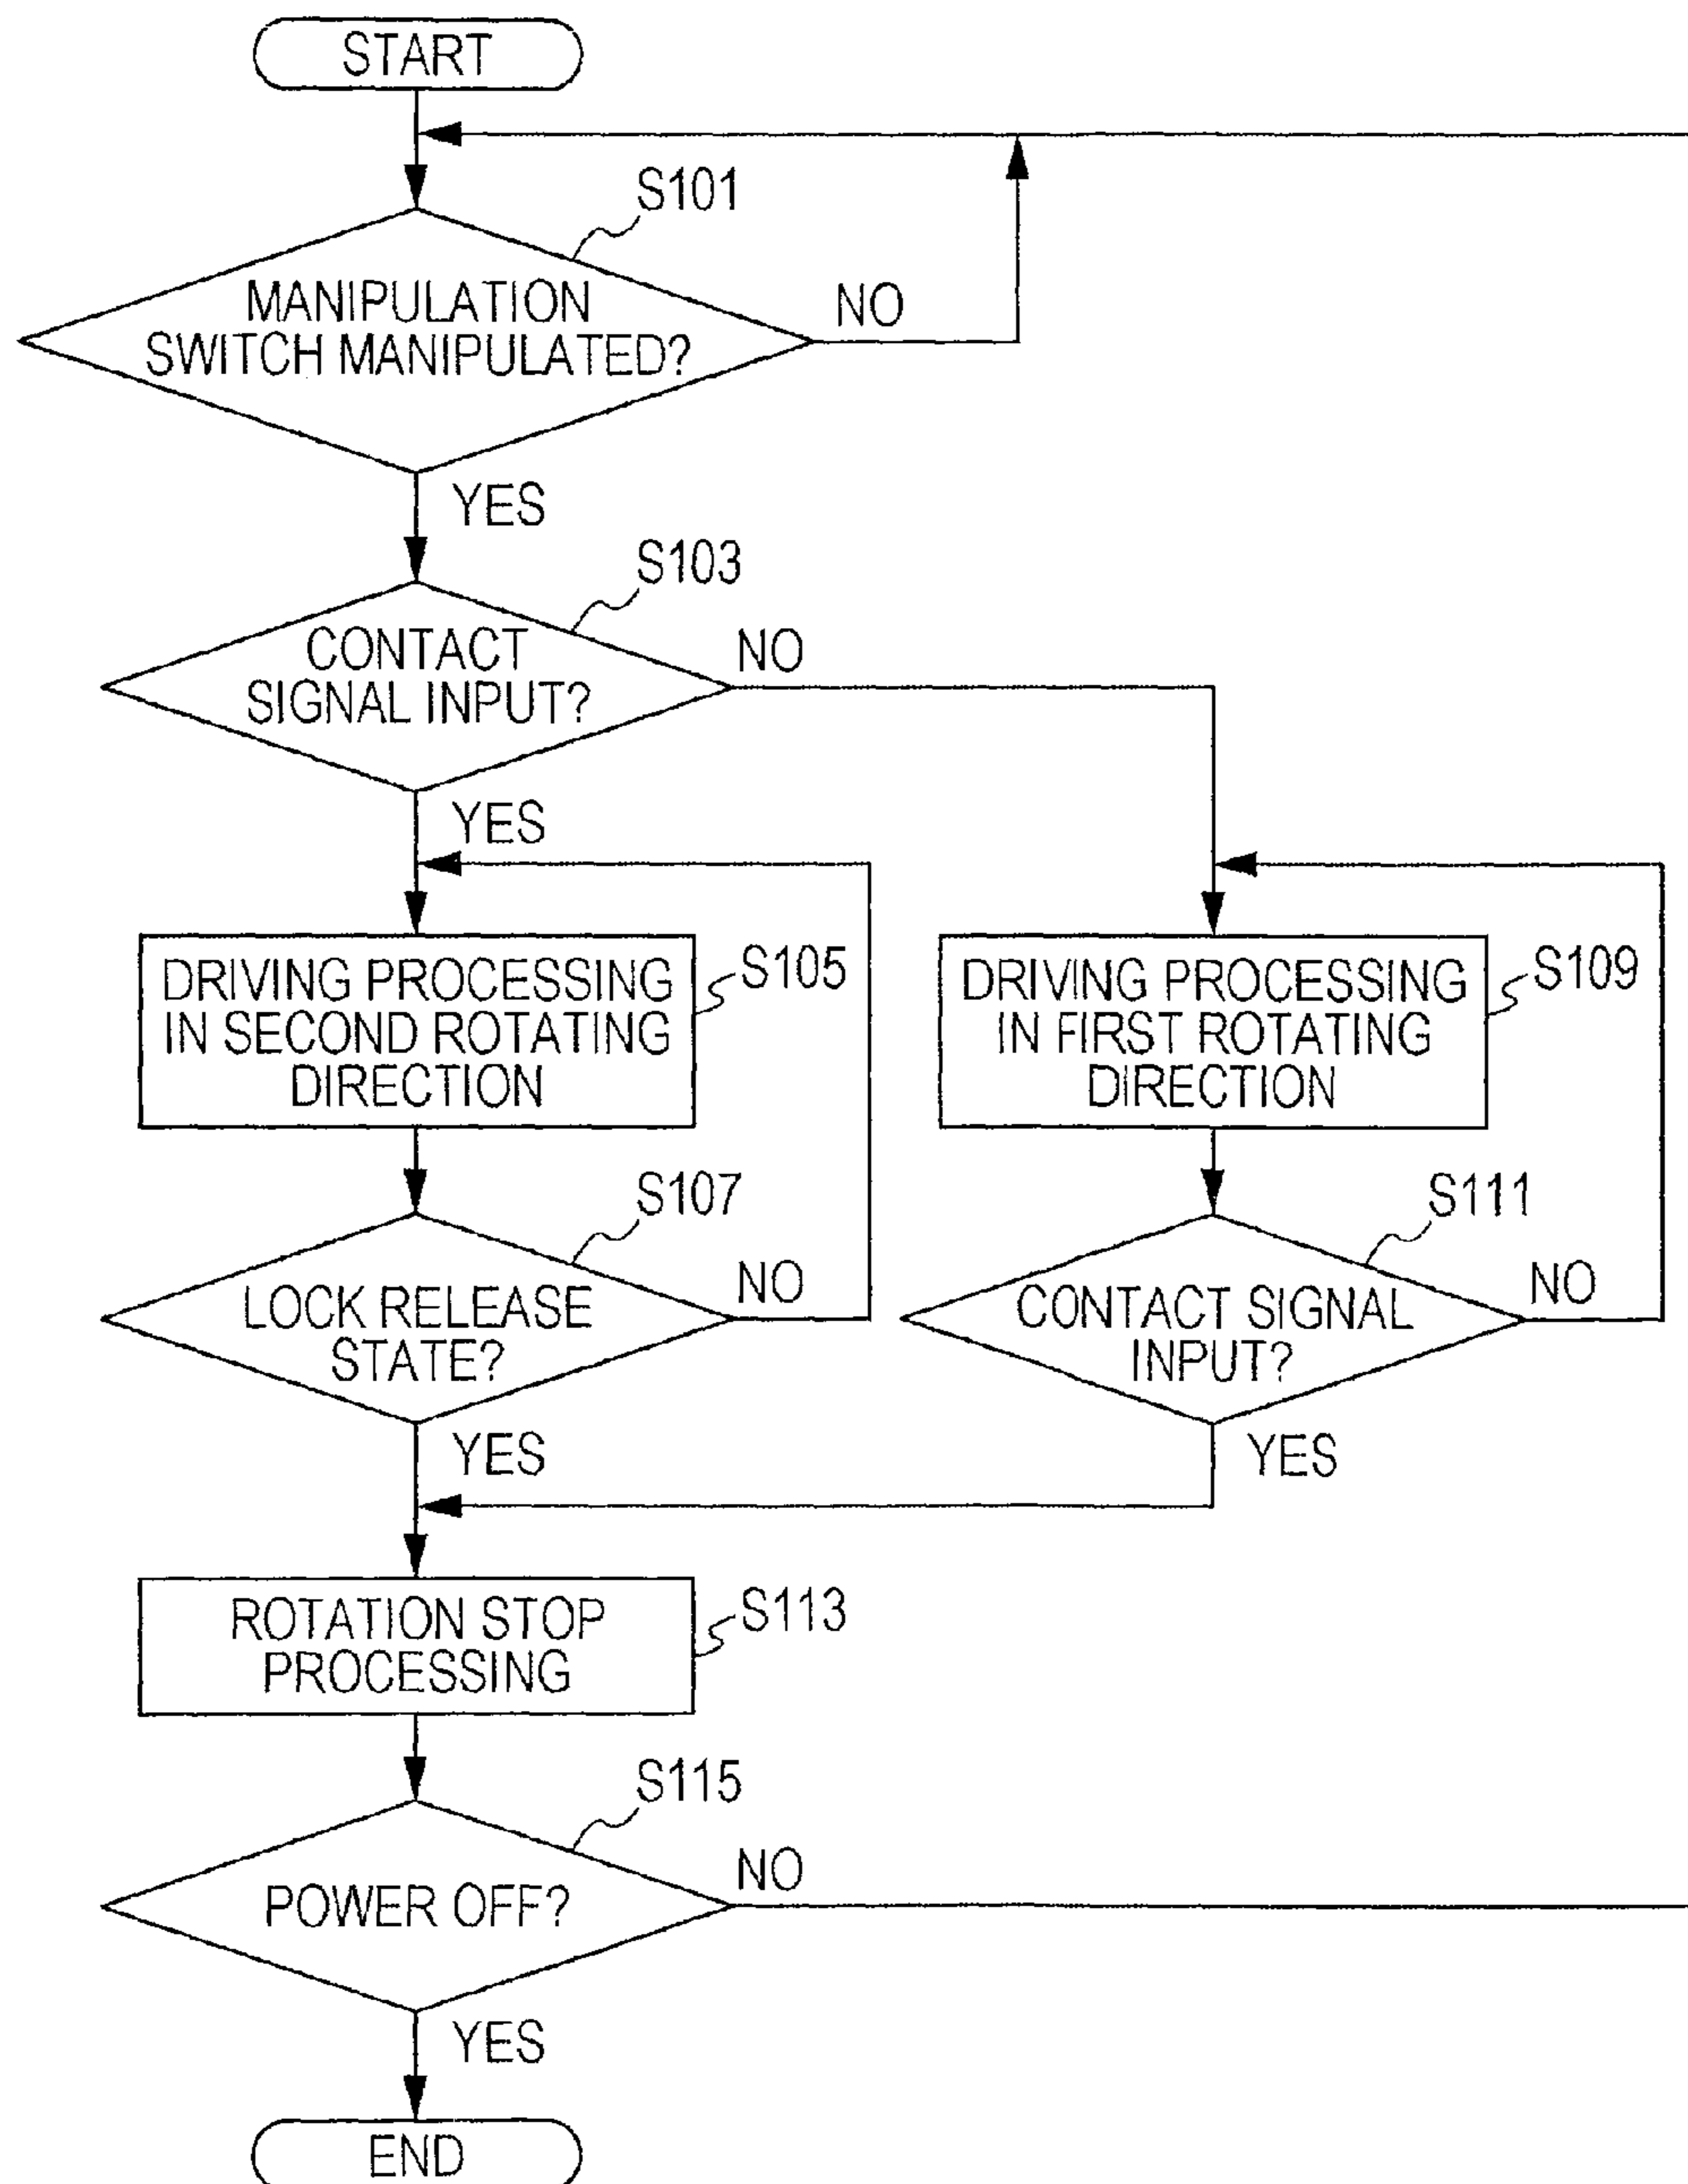 START
S101
MANIPULATION
SWITCH MANIPULATED?
NO
YES
S103
CONTACT
SIGNAL INPUT?
NO
YES
DRIVING PROCESSING
IN SECOND ROTATING
DIRECTION
S105
DRIVING PROCESSING
IN FIRST ROTATING
DIRECTION
S109
S107
LOCK RELEASE
STATE?
NO
YES
S111
CONTACT SIGNAL
INPUT?
NO
YES
ROTATION STOP
PROCESSING
S113
S115
POWER OFF?
NO
YES
END